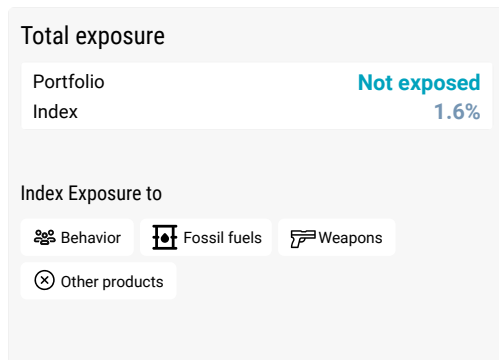 Total exposure
Portfolio Not exposed
Index 1.6%
Index Exposure to
Behavior Fossil fuels Weapons
Other products